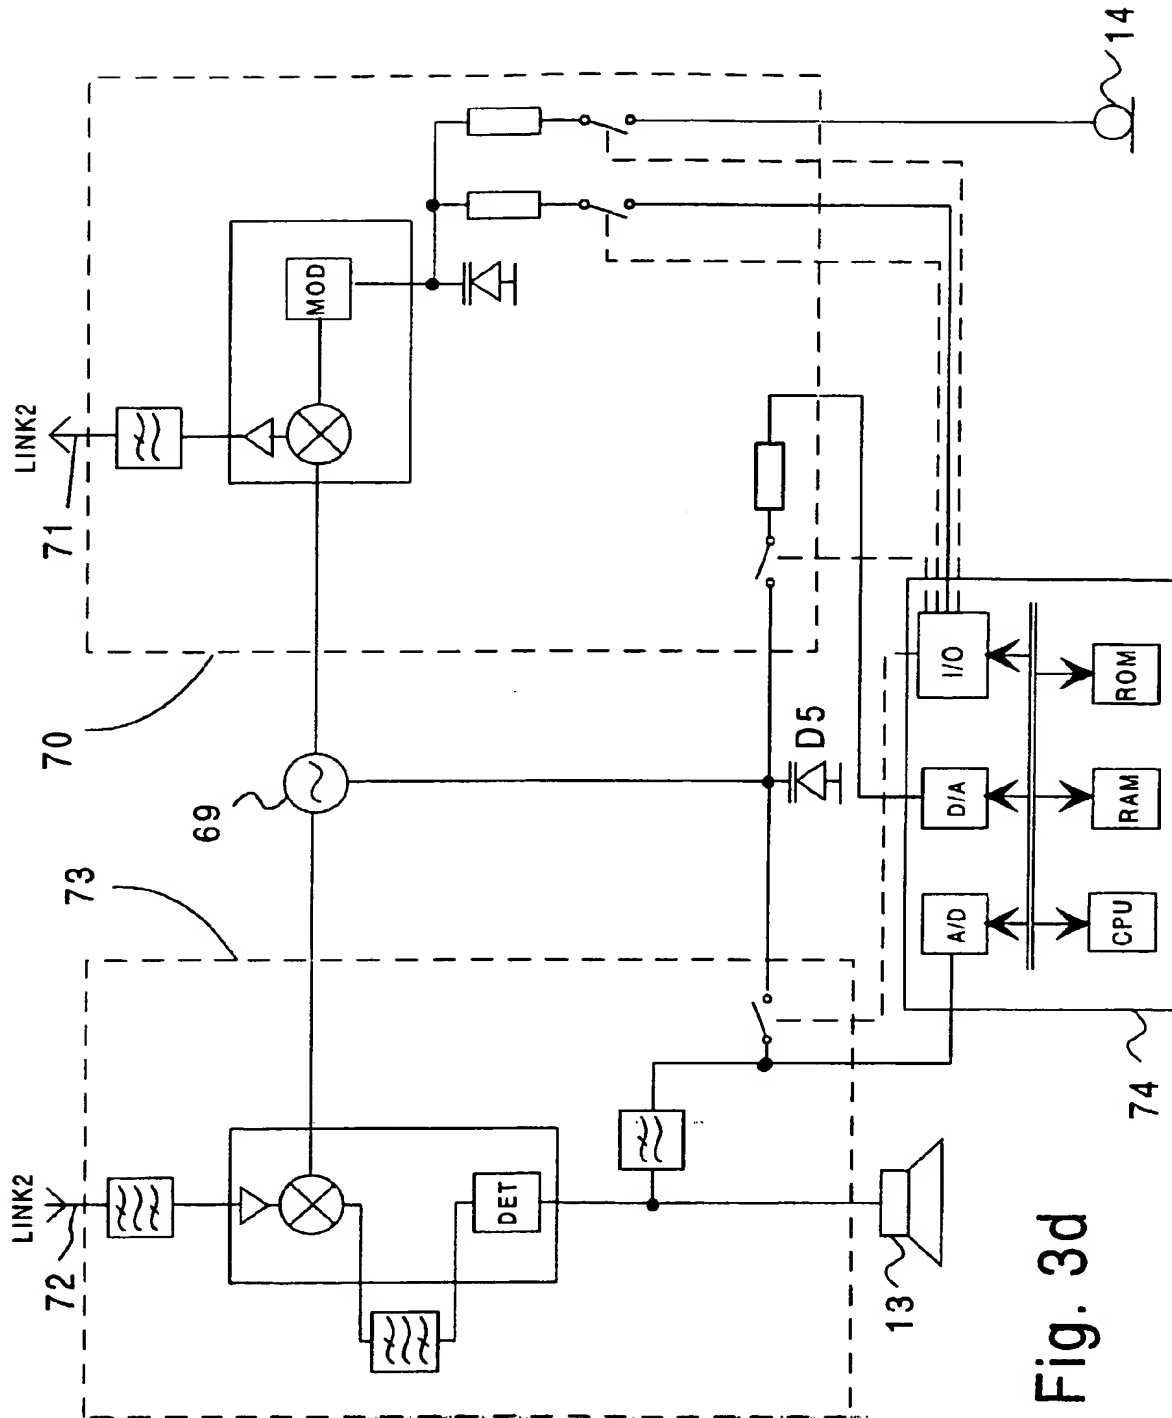 LINK2
72
73
DET
13
69
D5
LINK2
71
70
MOD
14
74
A/D
D/A
I/O
CPU
RAM
ROM
Fig. 3d